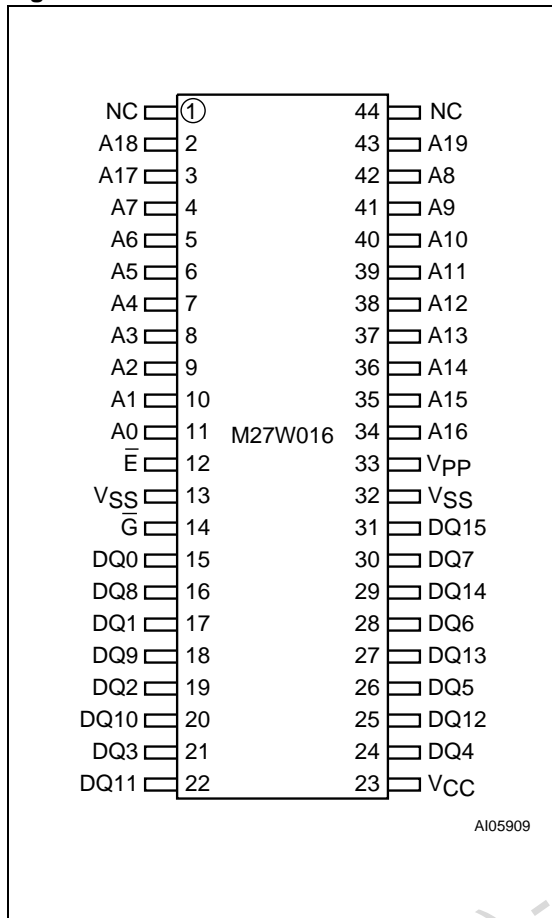 NC 1 44 NC
A18 2 43 A19
A17 3 42 A8
A7 4 41 A9
A6 5 40 A10
A5 6 39 A11
A4 7 38 A12
A3 8 37 A13
A2 9 36 A14
A1 10 35 A15
A0 11 M27W016 34 A16
E̅ 12 33 VPP
VSS 13 32 VSS
G̅ 14 31 DQ15
DQ0 15 30 DQ7
DQ8 16 29 DQ14
DQ1 17 28 DQ6
DQ9 18 27 DQ13
DQ2 19 26 DQ5
DQ10 20 25 DQ12
DQ3 21 24 DQ4
DQ11 22 23 VCC
AI05909